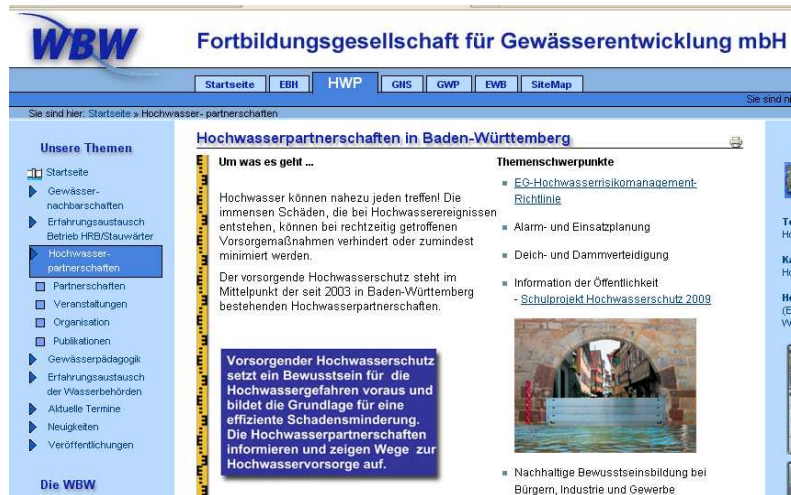 WBW
Fortbildungsgesellschaft für Gewässerentwicklung mbH
Startseite EBH HWP GNS GWP EWB SiteMap
Sie sind
Sie sind hier: Startseite » Hochwasser- partnerschaften
Unsere Themen
Startseite
Gewässer-
nachbarschaften
Erfahrungsaustausch
Betrieb HRB/Stauwärter
Hochwasser-
partnerschaften
Partnerschaften
Veranstaltungen
Organisation
Publikationen
Gewässerpädagogik
Erfahrungsaustausch
der Wasserbehörden
Aktuelle Termine
Neuigkeiten
Veröffentlichungen
Die WBW
Hochwasserpartnerschaften in Baden-Württemberg
Um was es geht ...
Hochwasser können nahezu jeden treffen! Die
immensen Schäden, die bei Hochwasserereignissen
entstehen, können bei rechtzeitig getroffenen
Vorsorgemaßnahmen verhindert oder zumindest
minimiert werden.
Der vorsorgende Hochwasserschutz steht im
Mittelpunkt der seit 2003 in Baden-Württemberg
bestehenden Hochwasserpartnerschaften.
Vorsorgender Hochwasserschutz
setzt ein Bewusstsein für die
Hochwassergefahren voraus und
bildet die Grundlage für eine
effiziente Schadensminderung.
Die Hochwasserpartnerschaften
informieren und zeigen Wege zur
Hochwasservorsorge auf.
Themenschwerpunkte
EG-Hochwasserrisikomanagement-
Richtlinie
Alarm- und Einsatzplanung
Deich- und Dammverteidigung
Information der Öffentlichkeit
- Schulprojekt Hochwasserschutz 2009
Nachhaltige Bewusstseinsbildung bei
Bürgern, Industrie und Gewerbe